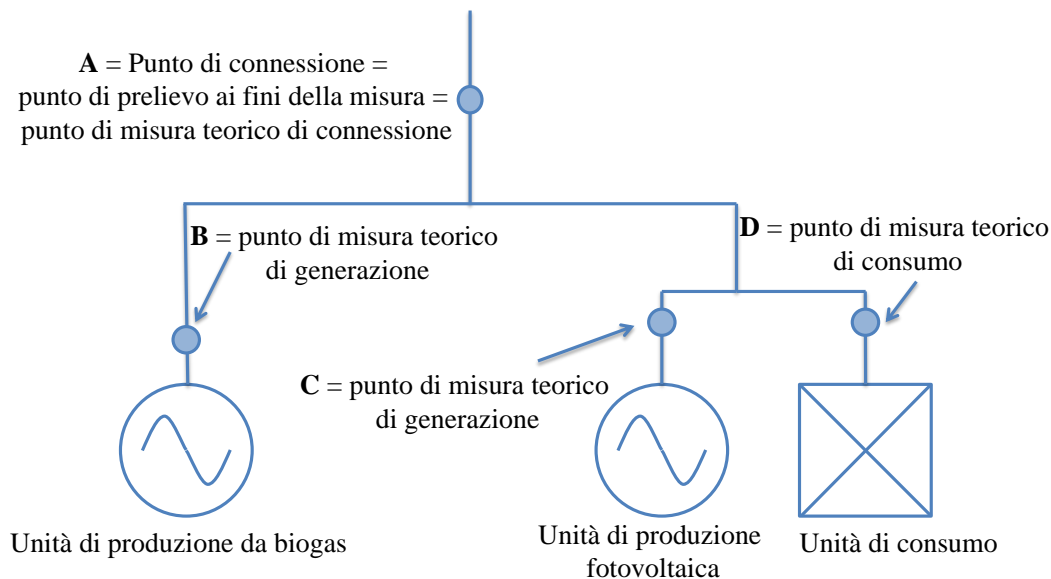 A = Punto di connessione =
punto di prelievo ai fini della misura =
punto di misura teorico di connessione
B = punto di misura teorico
di generazione
D = punto di misura teorico
di consumo
C = punto di misura teorico
di generazione
Unità di produzione da biogas
Unità di produzione
fotovoltaica
Unità di consumo